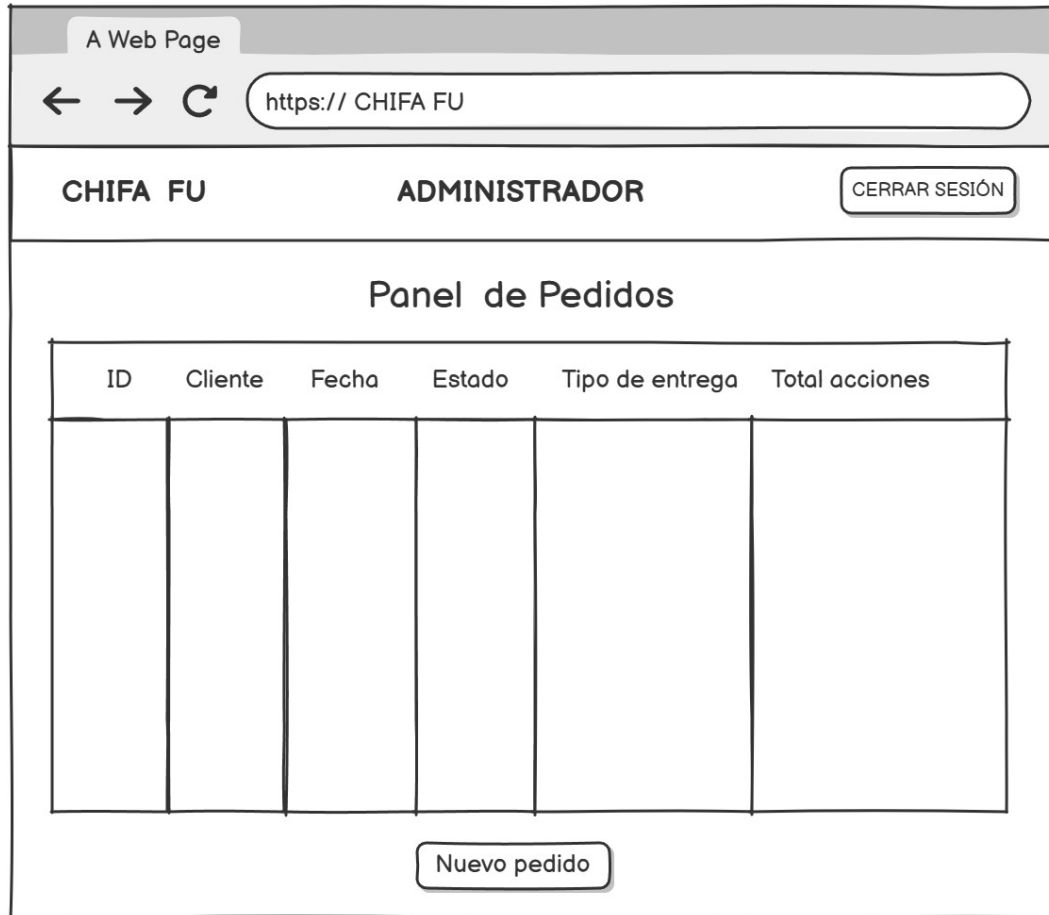 A Web Page
https:// CHIFA FU
CHIFA FU ADMINISTRADOR CERRAR SESIÓN
Panel de Pedidos
ID Cliente Fecha Estado Tipo de entrega Total acciones
Nuevo pedido